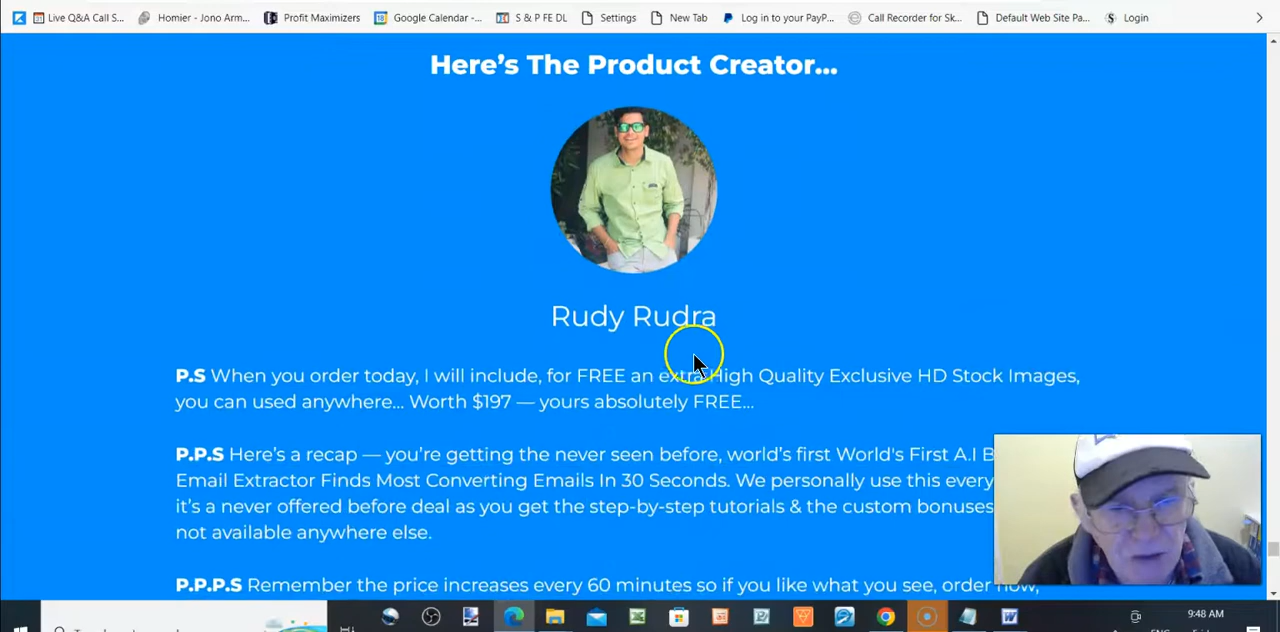 Live Q&A Call S...
Homier - Jono Arm...
Profit Maximizers
Google Calendar -...
S & P FE DL
Settings
New Tab
Log in to your PayP...
Call Recorder for Sk...
Default Web Site Pa...
Login
Here's The Product Creator...
Rudy Rudra
P.S When you order today, I will include, for FREE an extra High Quality Exclusive HD Stock Images,
you can used anywhere... Worth $197 — yours absolutely FREE...
P.P.S Here's a recap — you're getting the never seen before, world's first World's First A.I B
Email Extractor Finds Most Converting Emails In 30 Seconds. We personally use this every
it's a never offered before deal as you get the step-by-step tutorials & the custom bonuses
not available anywhere else.
P.P.P.S Remember the price increases every 60 minutes so if you like what you see, order now,
9:48 AM